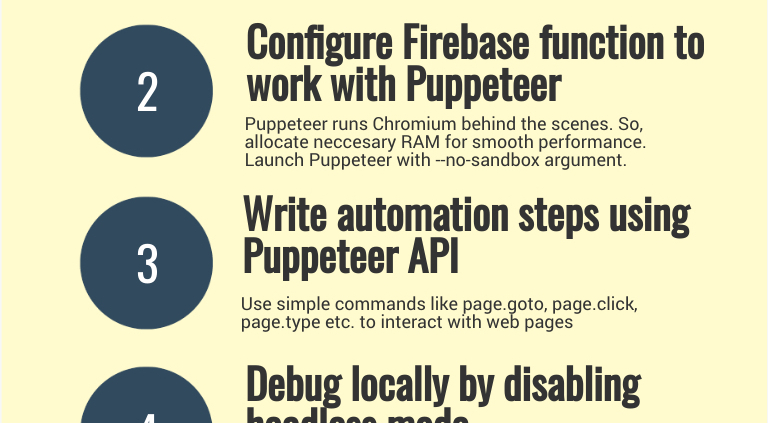 2
Configure Firebase function to
work with Puppeteer
Puppeteer runs Chromium behind the scenes. So,
allocate neccesary RAM for smooth performance.
Launch Puppeteer with --no-sandbox argument.
3
Write automation steps using
Puppeteer API
Use simple commands like page.goto, page.click,
page.type etc. to interact with web pages
4
Debug locally by disabling
headless mode